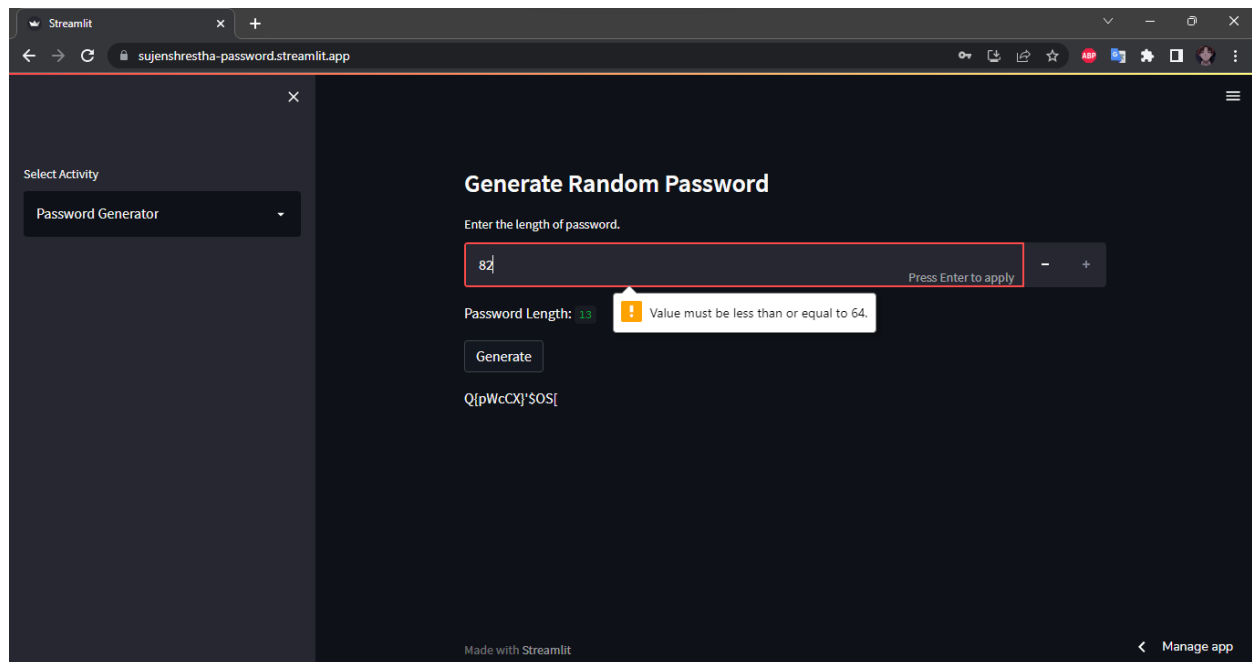 Streamlit
sujenshrestha-password.streamlit.app
ABP
Select Activity
Password Generator
Generate Random Password
Enter the length of password.
82
Press Enter to apply
Password Length: 13
Value must be less than or equal to 64.
Generate
Q{pWcCX}'$OS[
Made with Streamlit
Manage app